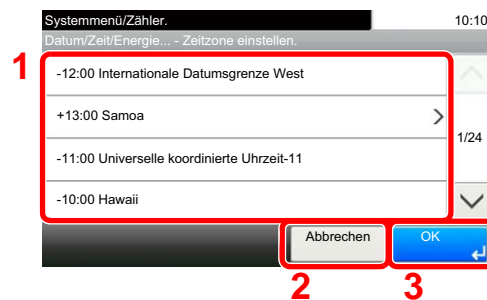 Systemmenü/Zähler.
10:10
Datum/Zeit/Energie... - Zeitzone einstellen.
1
-12:00 Internationale Datumsgrenze West
+13:00 Samoa
1/24
-11:00 Universelle koordinierte Uhrzeit-11
-10:00 Hawaii
Abbrechen
OK
2
3